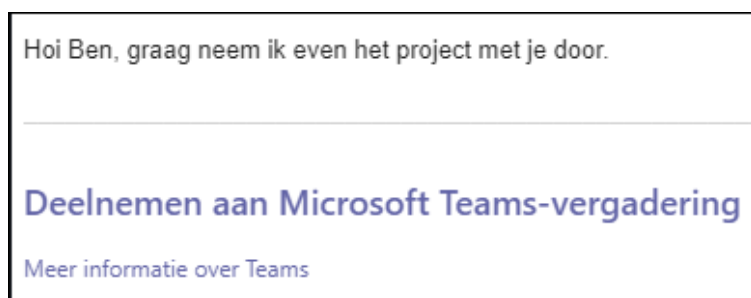 Hoi Ben, graag neem ik even het project met je door.
Deelnemen aan Microsoft Teams-vergadering
Meer informatie over Teams